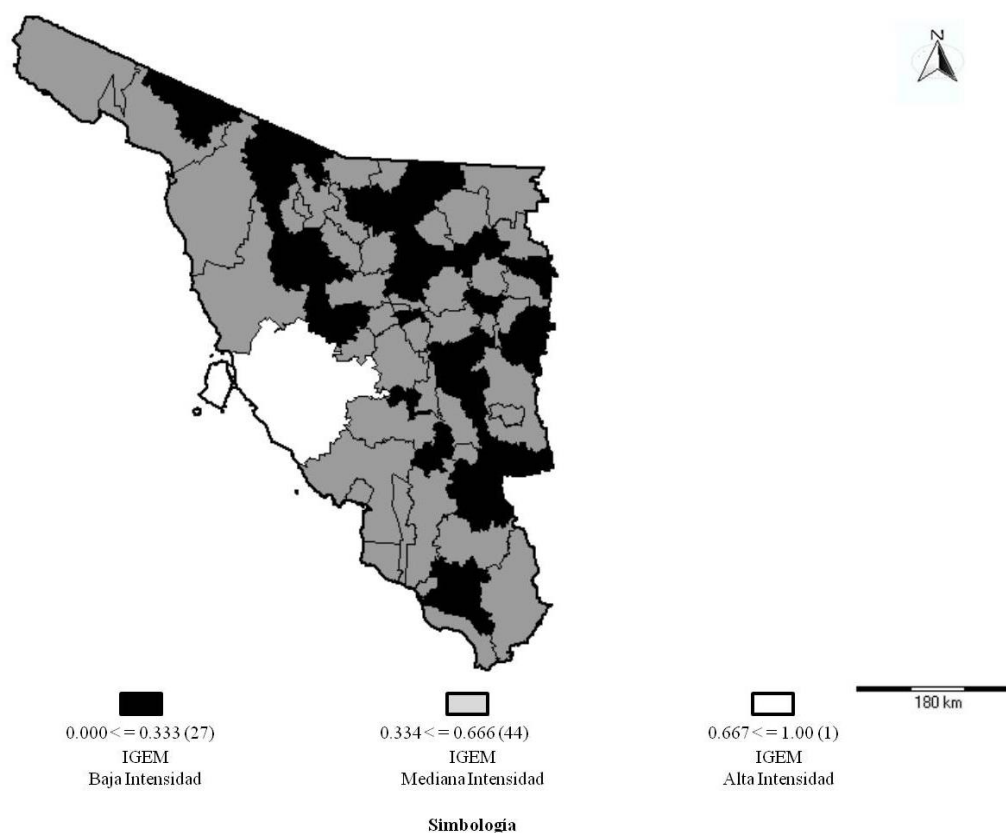 N
180 km
0.000 <= 0.333 (27)
IGEM
Baja Intensidad
0.334 <= 0.666 (44)
IGEM
Mediana Intensidad
0.667 <= 1.00 (1)
IGEM
Alta Intensidad
Simbología